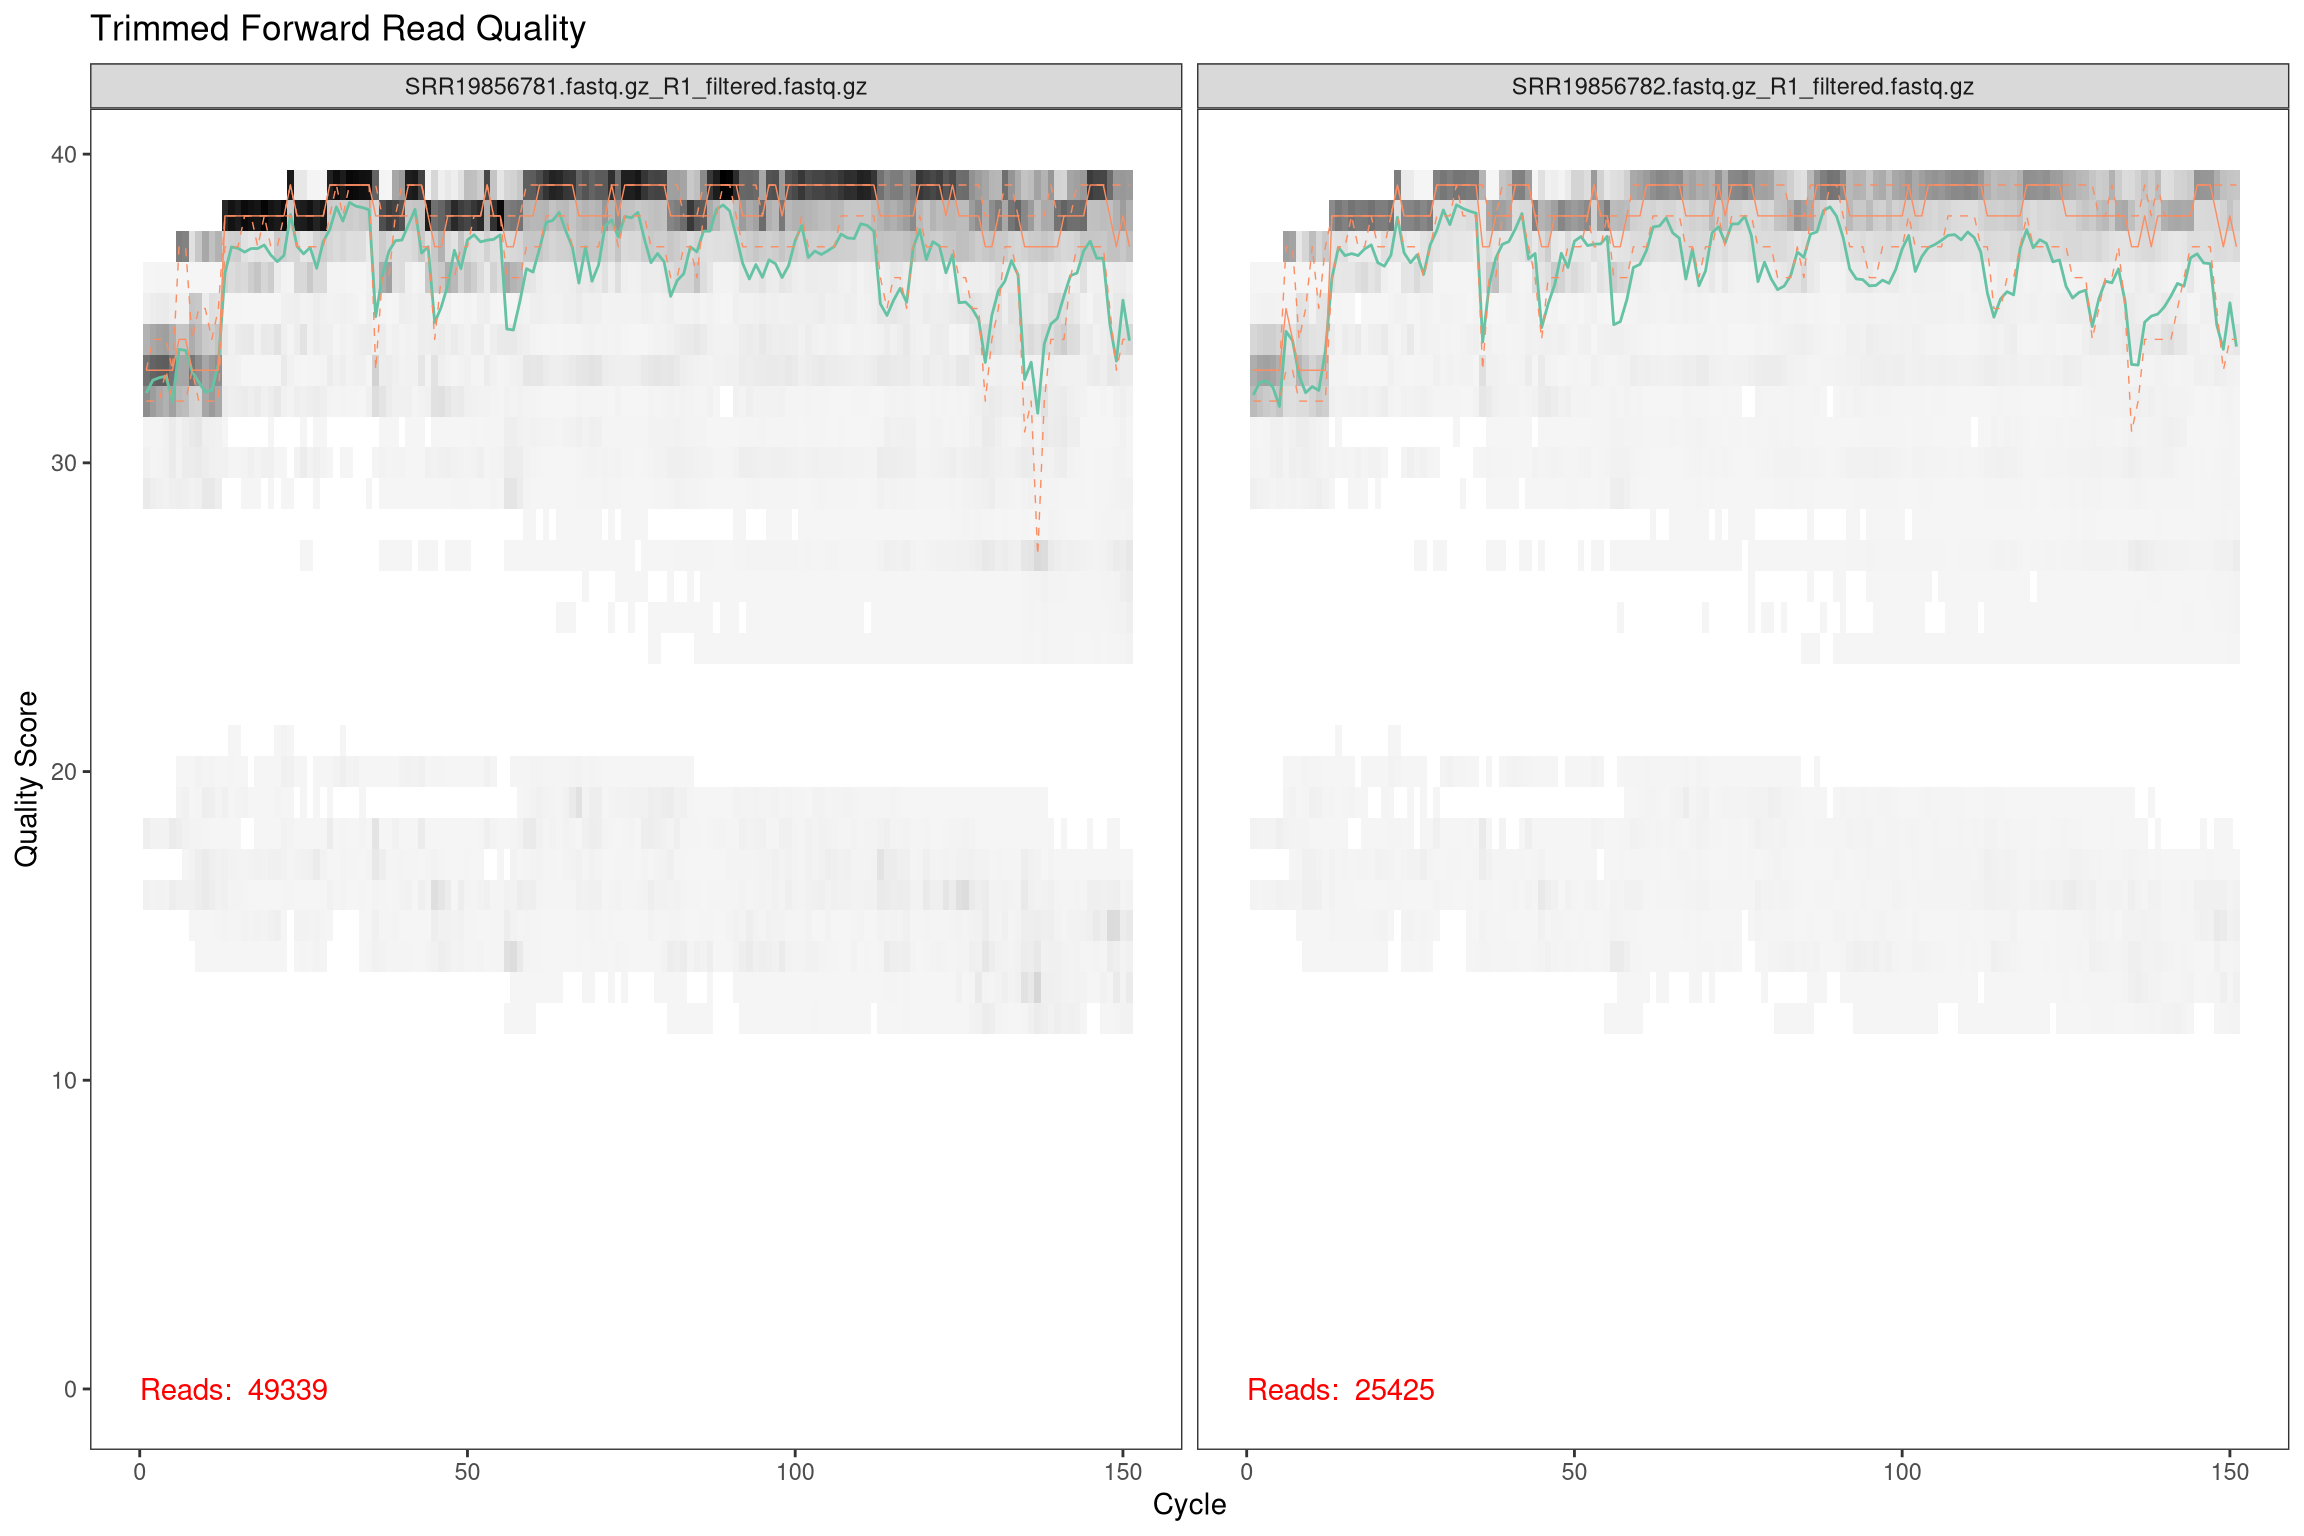 Trimmed Forward Read Quality
SRR19856781.fastq.gz_R1_filtered.fastq.gz
SRR19856782.fastq.gz_R1_filtered.fastq.gz
Quality Score
40
30
20
10
0
Reads: 49339
Reads: 25425
0 50 100 150
0 50 100 150
Cycle